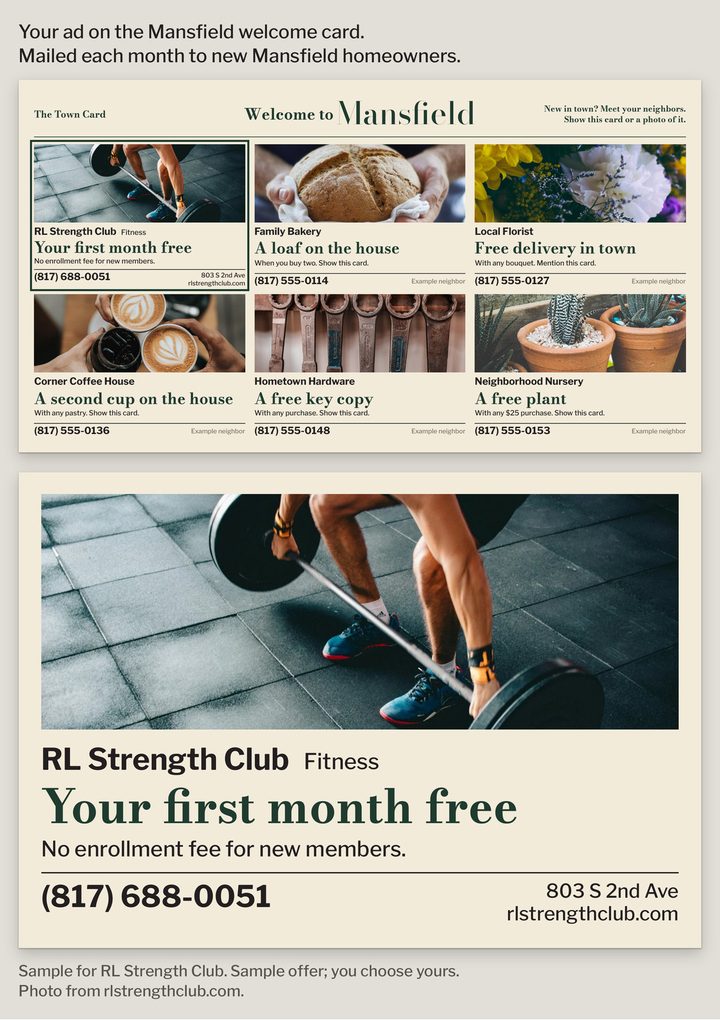 Your ad on the Mansfield welcome card.
Mailed each month to new Mansfield homeowners.
The Town Card
Welcome to Mansfield
New in town? Meet your neighbors.
Show this card or a photo of it.
RL Strength Club Fitness
Your first month free
No enrollment fee for new members.
(817) 688-0051
803 S 2nd Ave
rlstrengthclub.com
Family Bakery
A loaf on the house
When you buy two. Show this card.
(817) 555-0114 Example neighbor
Local Florist
Free delivery in town
With any bouquet. Mention this card.
(817) 555-0127 Example neighbor
Corner Coffee House
A second cup on the house
With any pastry. Show this card.
(817) 555-0136 Example neighbor
Hometown Hardware
A free key copy
With any purchase. Show this card.
(817) 555-0148 Example neighbor
Neighborhood Nursery
A free plant
With any $25 purchase. Show this card.
(817) 555-0153 Example neighbor
RL Strength Club Fitness
Your first month free
No enrollment fee for new members.
(817) 688-0051
803 S 2nd Ave
rlstrengthclub.com
Sample for RL Strength Club. Sample offer; you choose yours.
Photo from rlstrengthclub.com.